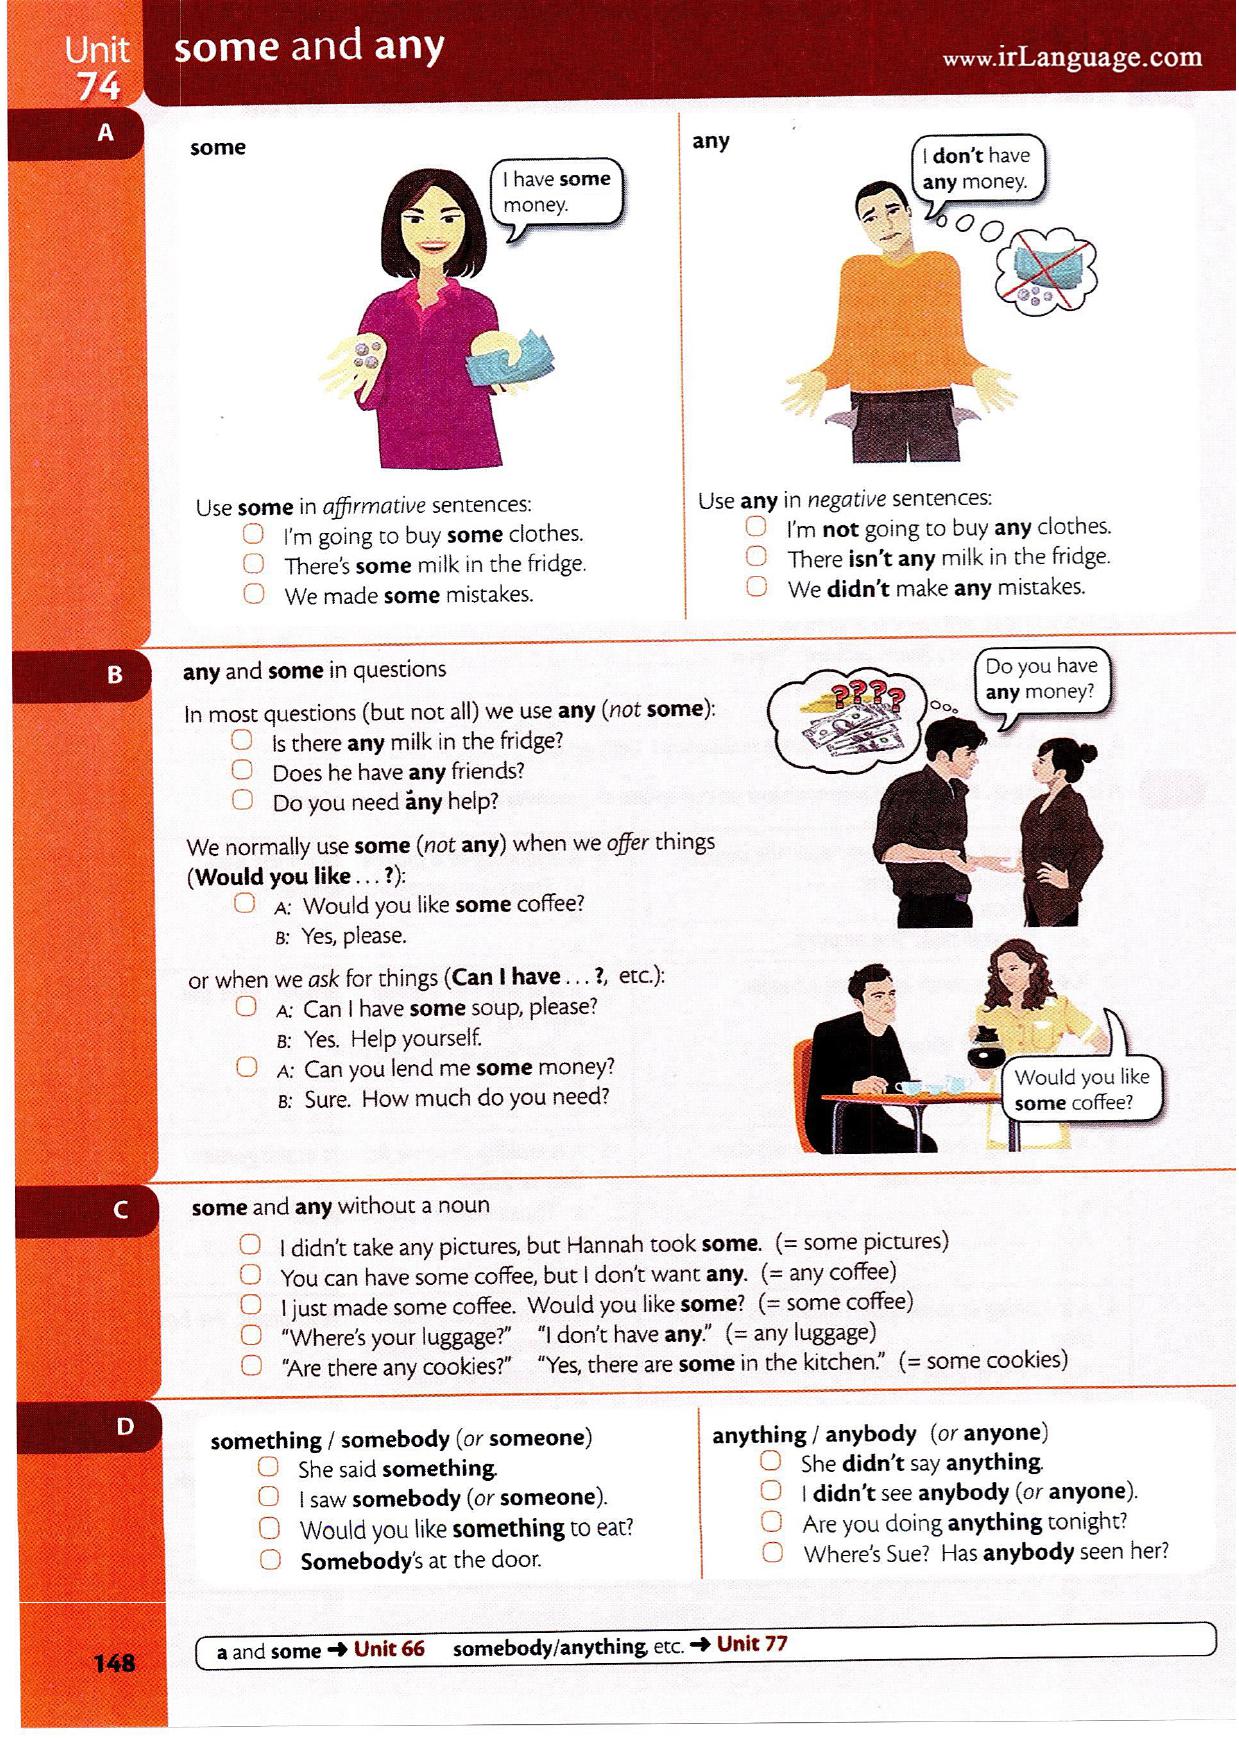 Unit
74
some and any
www.irLanguage.com
A
some
I have some
money.
Use some in affirmative sentences:
I'm going to buy some clothes.
There's some milk in the fridge.
We made some mistakes.
any
I don't have
any money.
Use any in negative sentences:
I'm not going to buy any clothes.
There isn't any milk in the fridge.
We didn't make any mistakes.
B
any and some in questions
In most questions (but not all) we use any (not some):
Is there any milk in the fridge?
Does he have any friends?
Do you need any help?
We normally use some (not any) when we offer things
(Would you like . . . ?):
A: Would you like some coffee?
B: Yes, please.
or when we ask for things (Can I have . . . ?, etc.):
A: Can I have some soup, please?
B: Yes. Help yourself.
A: Can you lend me some money?
B: Sure. How much do you need?
????
Do you have
any money?
Would you like
some coffee?
C
some and any without a noun
I didn't take any pictures, but Hannah took some. (= some pictures)
You can have some coffee, but I don't want any. (= any coffee)
I just made some coffee. Would you like some? (= some coffee)
"Where's your luggage?" "I don't have any." (= any luggage)
"Are there any cookies?" "Yes, there are some in the kitchen." (= some cookies)
D
something / somebody (or someone)
She said something.
I saw somebody (or someone).
Would you like something to eat?
Somebody's at the door.
anything / anybody (or anyone)
She didn't say anything.
I didn't see anybody (or anyone).
Are you doing anything tonight?
Where's Sue? Has anybody seen her?
148
a and some ➜ Unit 66 somebody/anything, etc. ➜ Unit 77